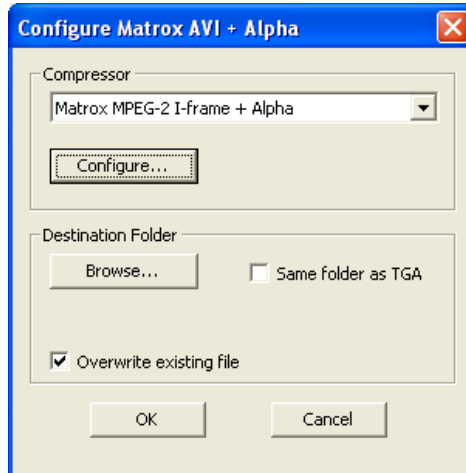 Configure Matrox AVI + Alpha
Compressor
Matrox MPEG-2 I-frame + Alpha
Configure...
Destination Folder
Browse...
Same folder as TGA
Overwrite existing file
OK
Cancel